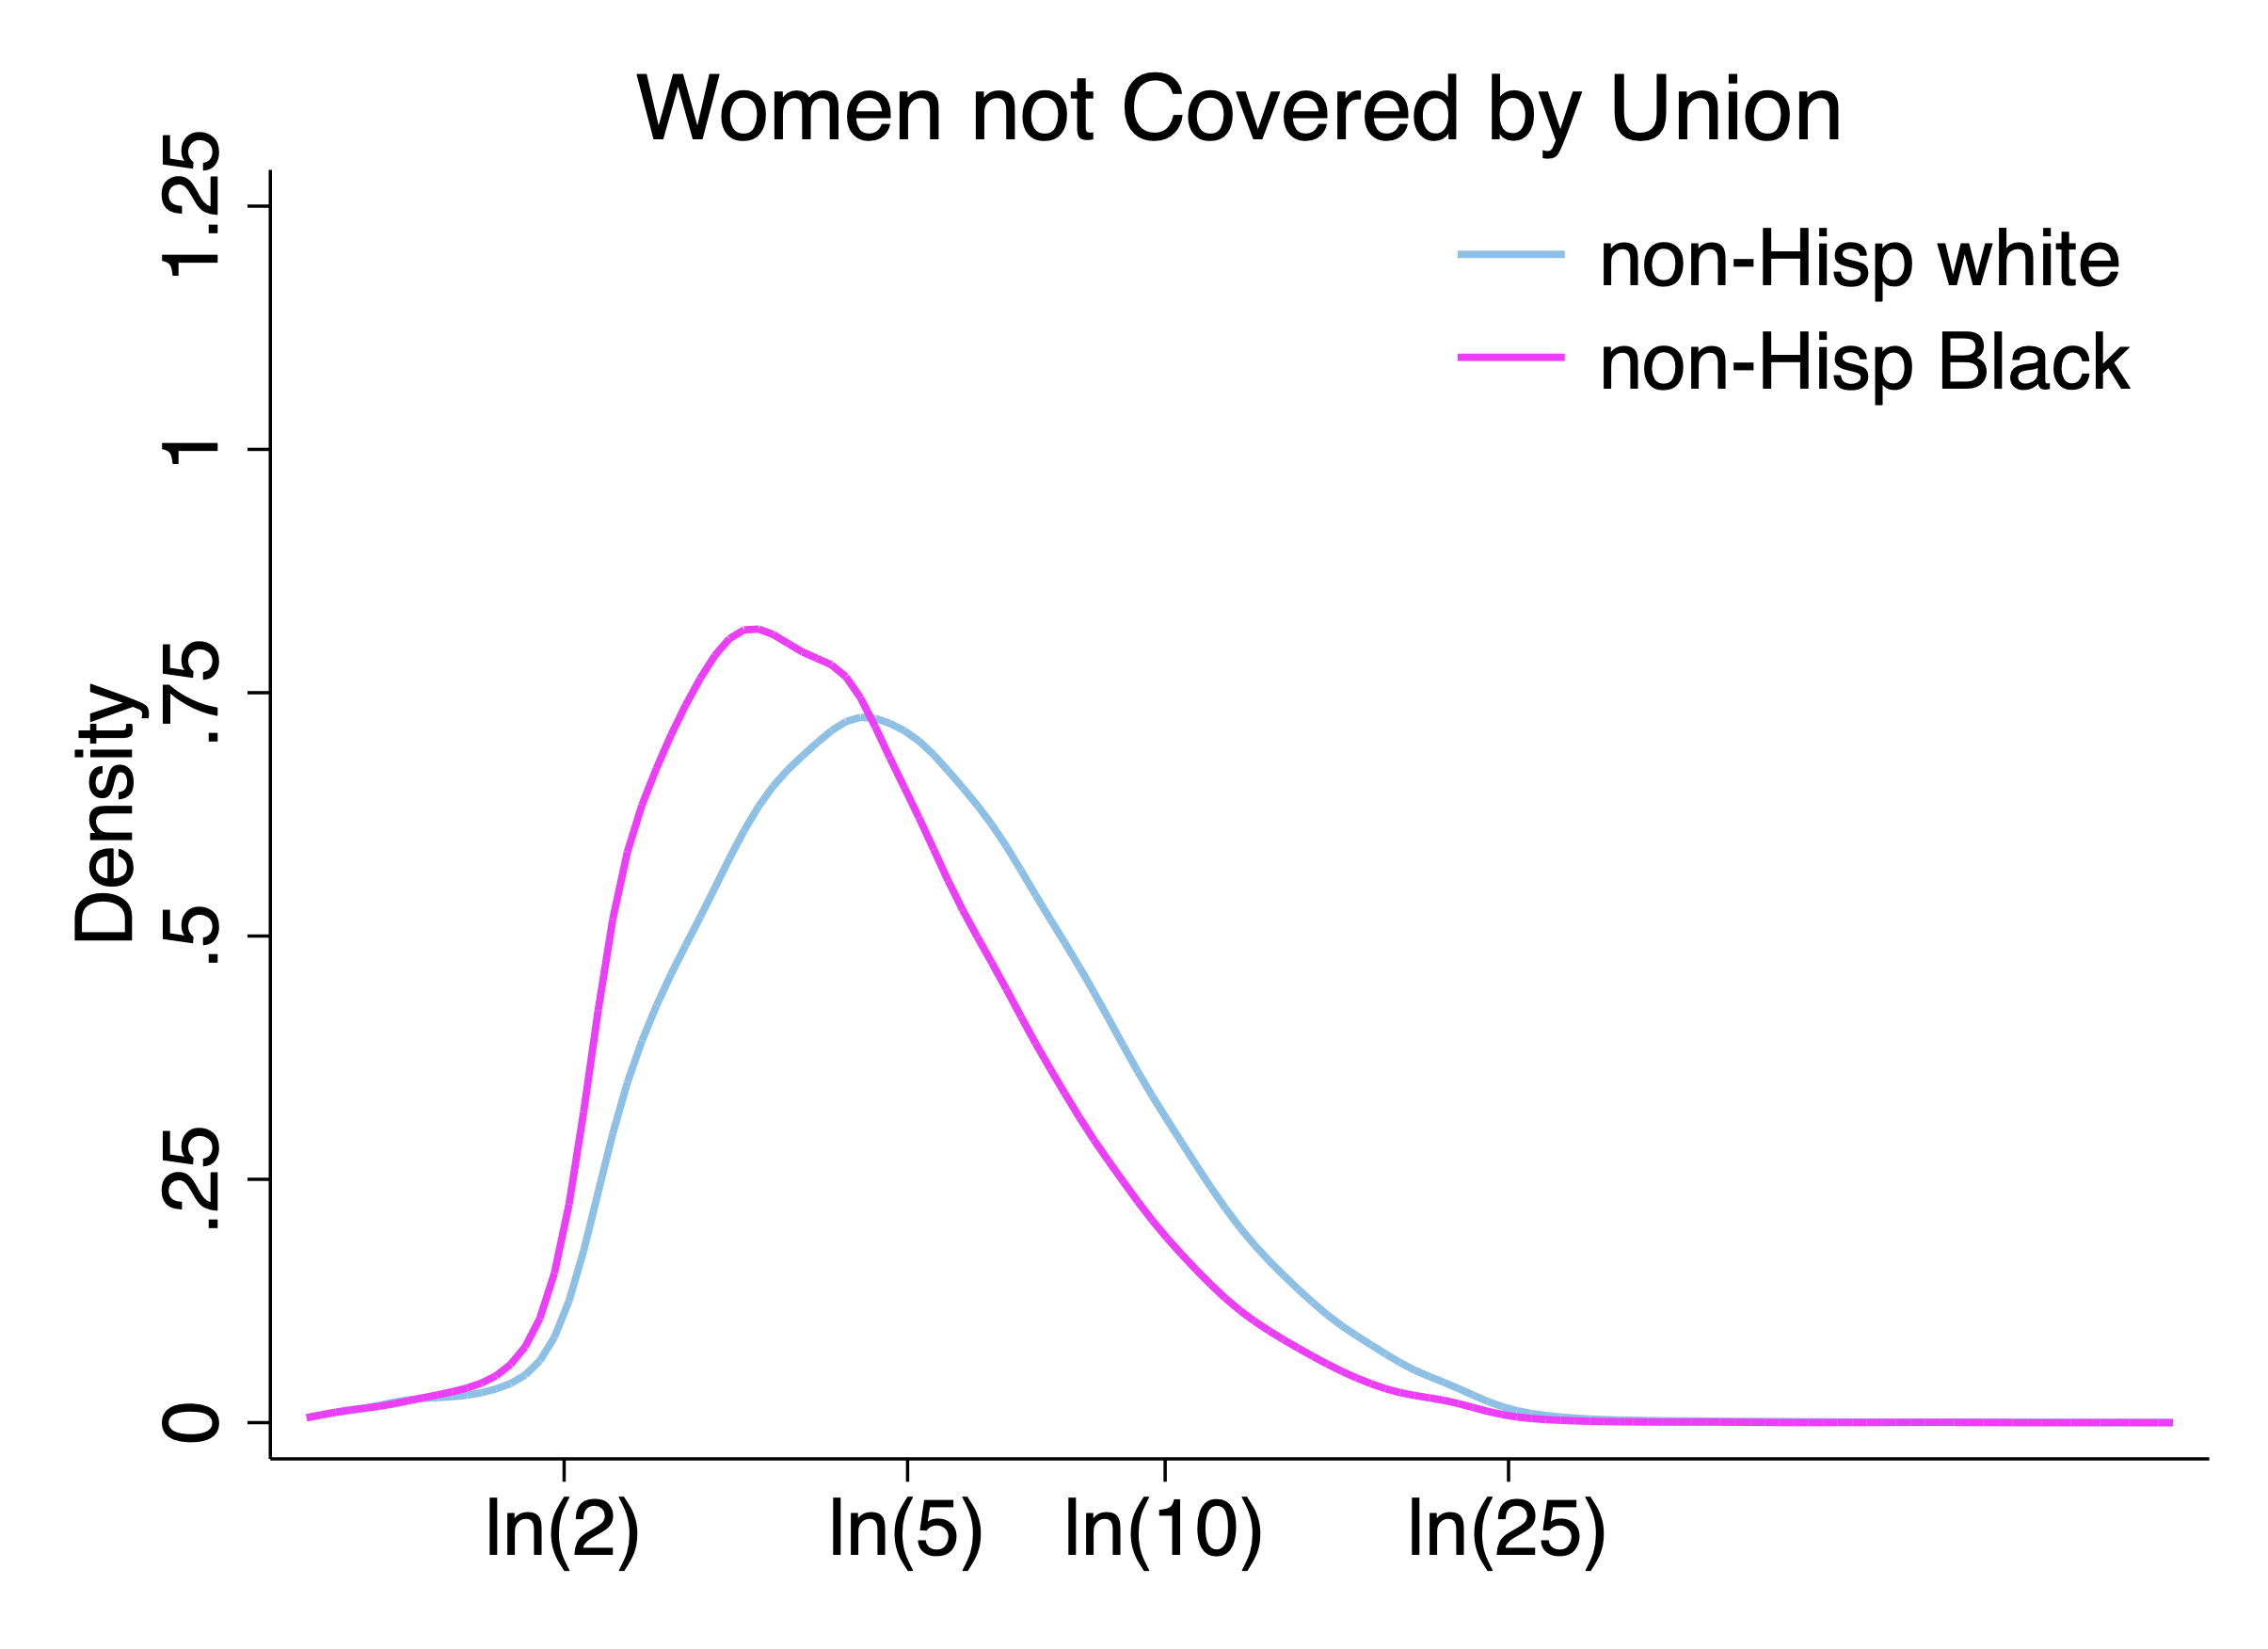 Women not Covered by Union
non-Hisp white
non-Hisp Black
Density
1.25
1
.75
.5
.25
0
ln(2)
ln(5)
ln(10)
ln(25)